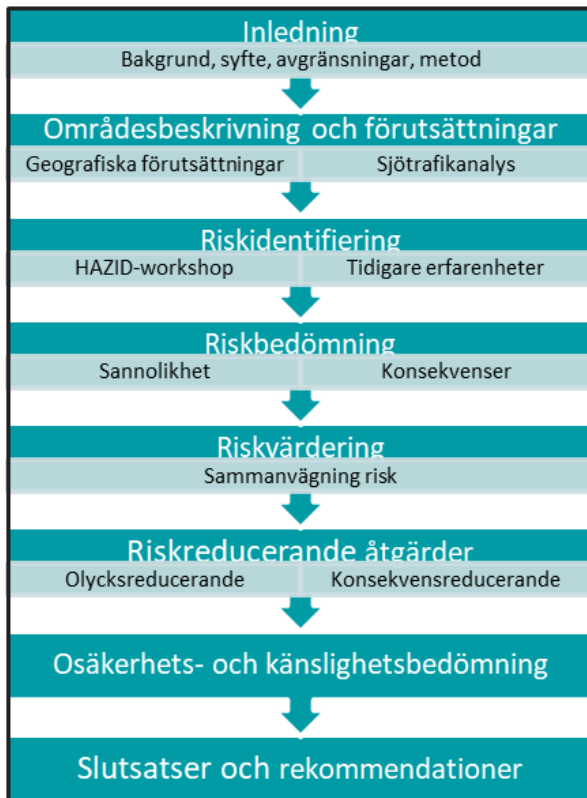 Inledning
Bakgrund, syfte, avgränsningar, metod
Områdesbeskrivning och förutsättningar
Geografiska förutsättningar
Sjötrafikanalys
Riskidentifiering
HAZID-workshop
Tidigare erfarenheter
Riskbedömning
Sannolikhet
Konsekvenser
Riskvärdering
Sammanvägning risk
Riskreducerande åtgärder
Olycksreducerande
Konsekvensreducerande
Osäkerhets- och känslighetsbedömning
Slutsatser och rekommendationer